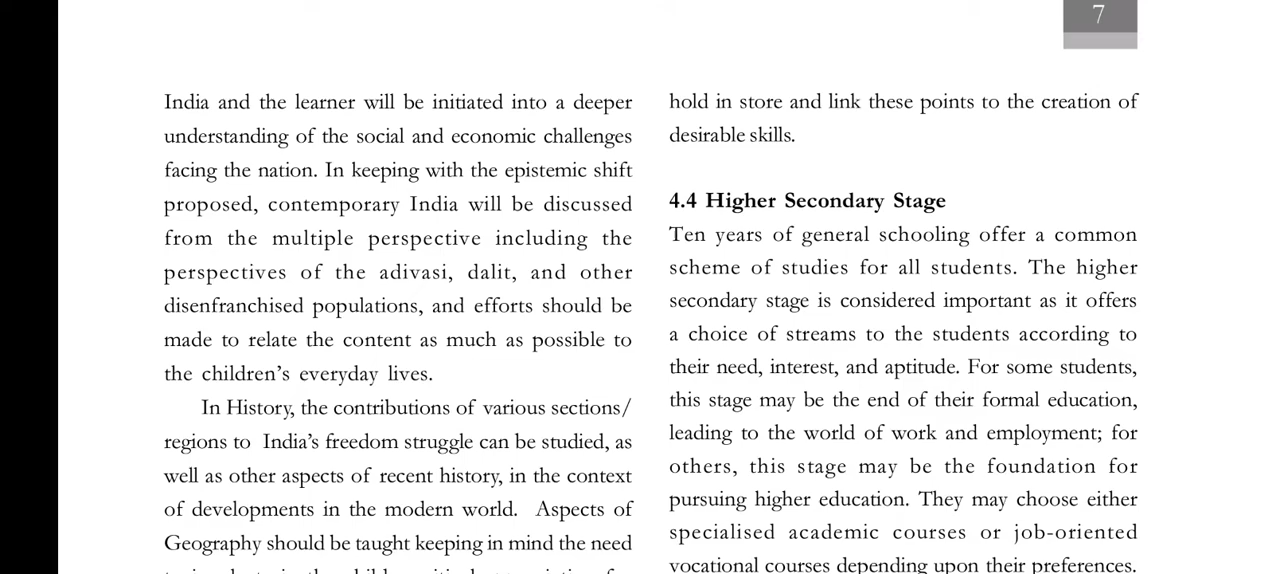 7
India and the learner will be initiated into a deeper
understanding of the social and economic challenges
facing the nation. In keeping with the epistemic shift
proposed, contemporary India will be discussed
from the multiple perspective including the
perspectives of the adivasi, dalit, and other
disenfranchised populations, and efforts should be
made to relate the content as much as possible to
the children's everyday lives.
In History, the contributions of various sections/
regions to India's freedom struggle can be studied, as
well as other aspects of recent history, in the context
of developments in the modern world. Aspects of
Geography should be taught keeping in mind the need
hold in store and link these points to the creation of
desirable skills.
4.4 Higher Secondary Stage
Ten years of general schooling offer a common
scheme of studies for all students. The higher
secondary stage is considered important as it offers
a choice of streams to the students according to
their need, interest, and aptitude. For some students,
this stage may be the end of their formal education,
leading to the world of work and employment; for
others, this stage may be the foundation for
pursuing higher education. They may choose either
specialised academic courses or job-oriented
vocational courses depending upon their preferences.